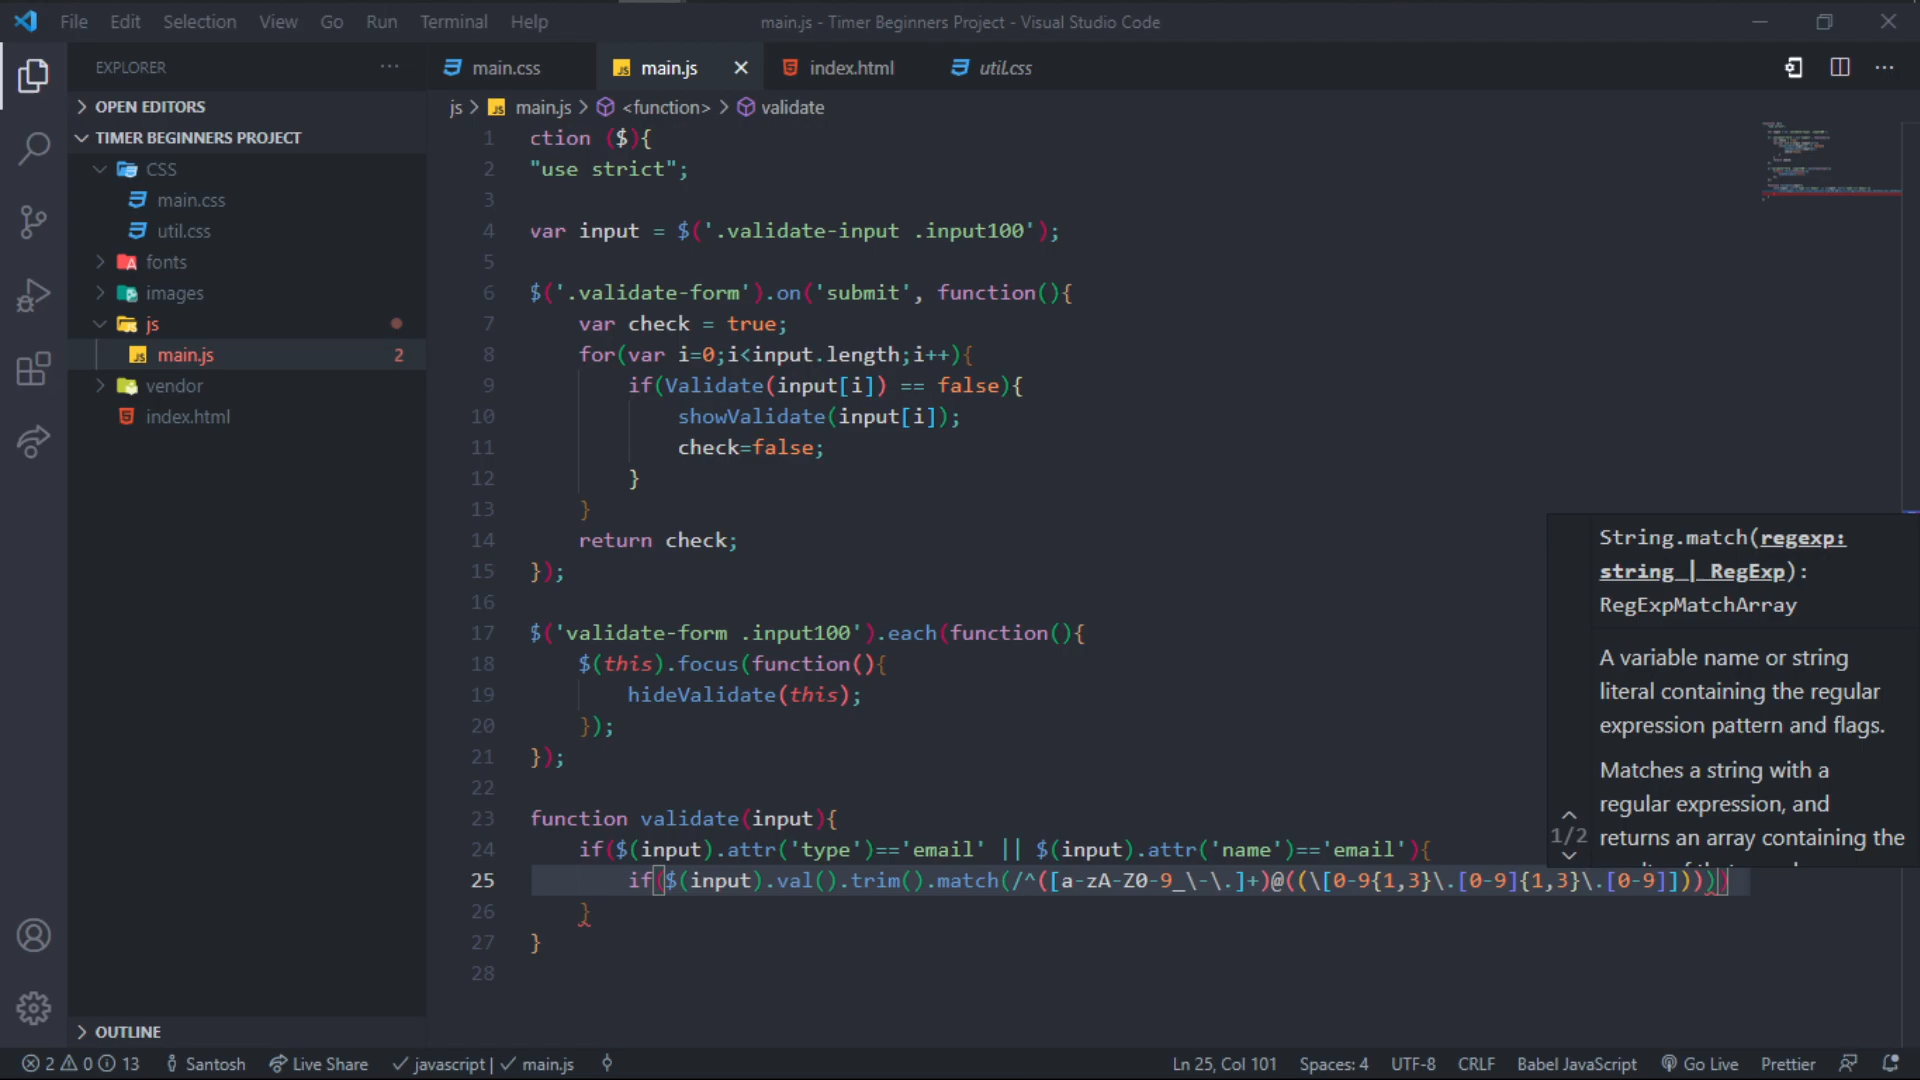 File Edit Selection View Go Run Terminal Help
main.js - Timer Beginners Project - Visual Studio Code
EXPLORER
main.css
main.js
index.html
util.css
OPEN EDITORS
TIMER BEGINNERS PROJECT
CSS
main.css
util.css
fonts
images
js
main.js 2
vendor
index.html
OUTLINE
js > main.js > <function> > validate
1 ction ($){
2 "use strict";
3
4 var input = $('.validate-input .input100');
5
6 $('.validate-form').on('submit', function(){
7 var check = true;
8 for(var i=0;i<input.length;i++){
9 if(Validate(input[i]) == false){
10 showValidate(input[i]);
11 check=false;
12 }
13 }
14 return check;
15 });
16
17 $('validate-form .input100').each(function(){
18 $(this).focus(function(){
19 hideValidate(this);
20 });
21 });
22
23 function validate(input){
24 if($(input).attr('type')=='email' || $(input).attr('name')=='email'){
25 if($(input).val().trim().match(/^([a-zA-Z0-9_\-\.]+)@((\[0-9{1,3}\.[0-9]{1,3}\.[0-9]]))))
26 }
27 }
28
String.match(regexp:
string | RegExp):
RegExpMatchArray
A variable name or string
literal containing the regular
expression pattern and flags.
Matches a string with a
regular expression, and
1/2
returns an array containing the
2 0 13 Santosh Live Share javascript | main.js
Ln 25, Col 101 Spaces: 4 UTF-8 CRLF Babel JavaScript Go Live Prettier